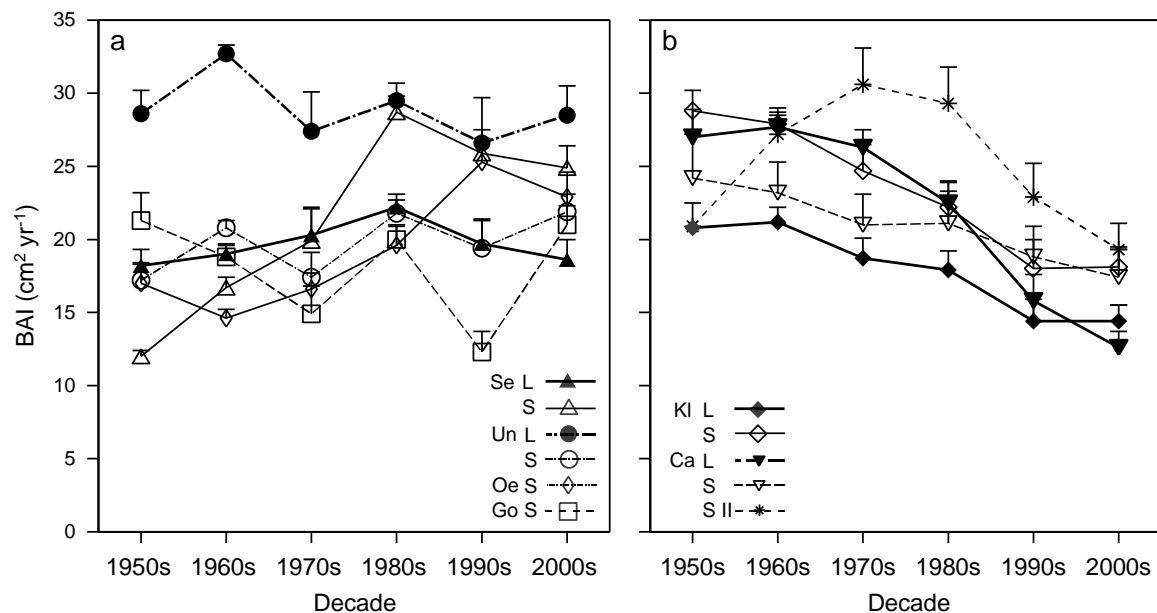 a
b
35
30
25
20
15
10
5
0
BAI (cm² yr⁻¹)
Se L
S
Un L
S
Oe S
Go S
Kl L
S
Ca L
S
S II
1950s 1960s 1970s 1980s 1990s 2000s
1950s 1960s 1970s 1980s 1990s 2000s
Decade
Decade